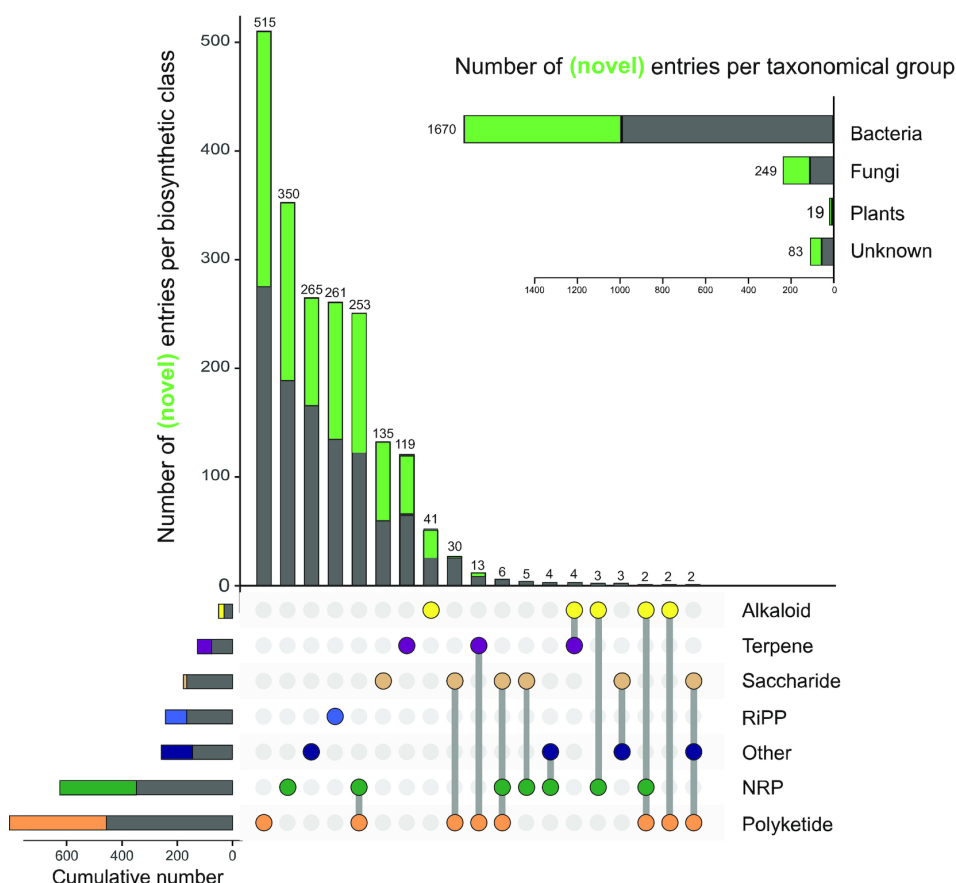 515
500
Number of (novel) entries per taxonomical group
1670
Bacteria
249
Fungi
19
Plants
83
Unknown
1400 1200 1000 800 600 400 200 0
Number of (novel) entries per biosynthetic class
400
350
300
265
261
253
200
135
119
100
41
30
13
6
5
4
4
3
3
2
2
2
0
Alkaloid
Terpene
Saccharide
RiPP
Other
NRP
Polyketide
600 400 200 0
Cumulative number